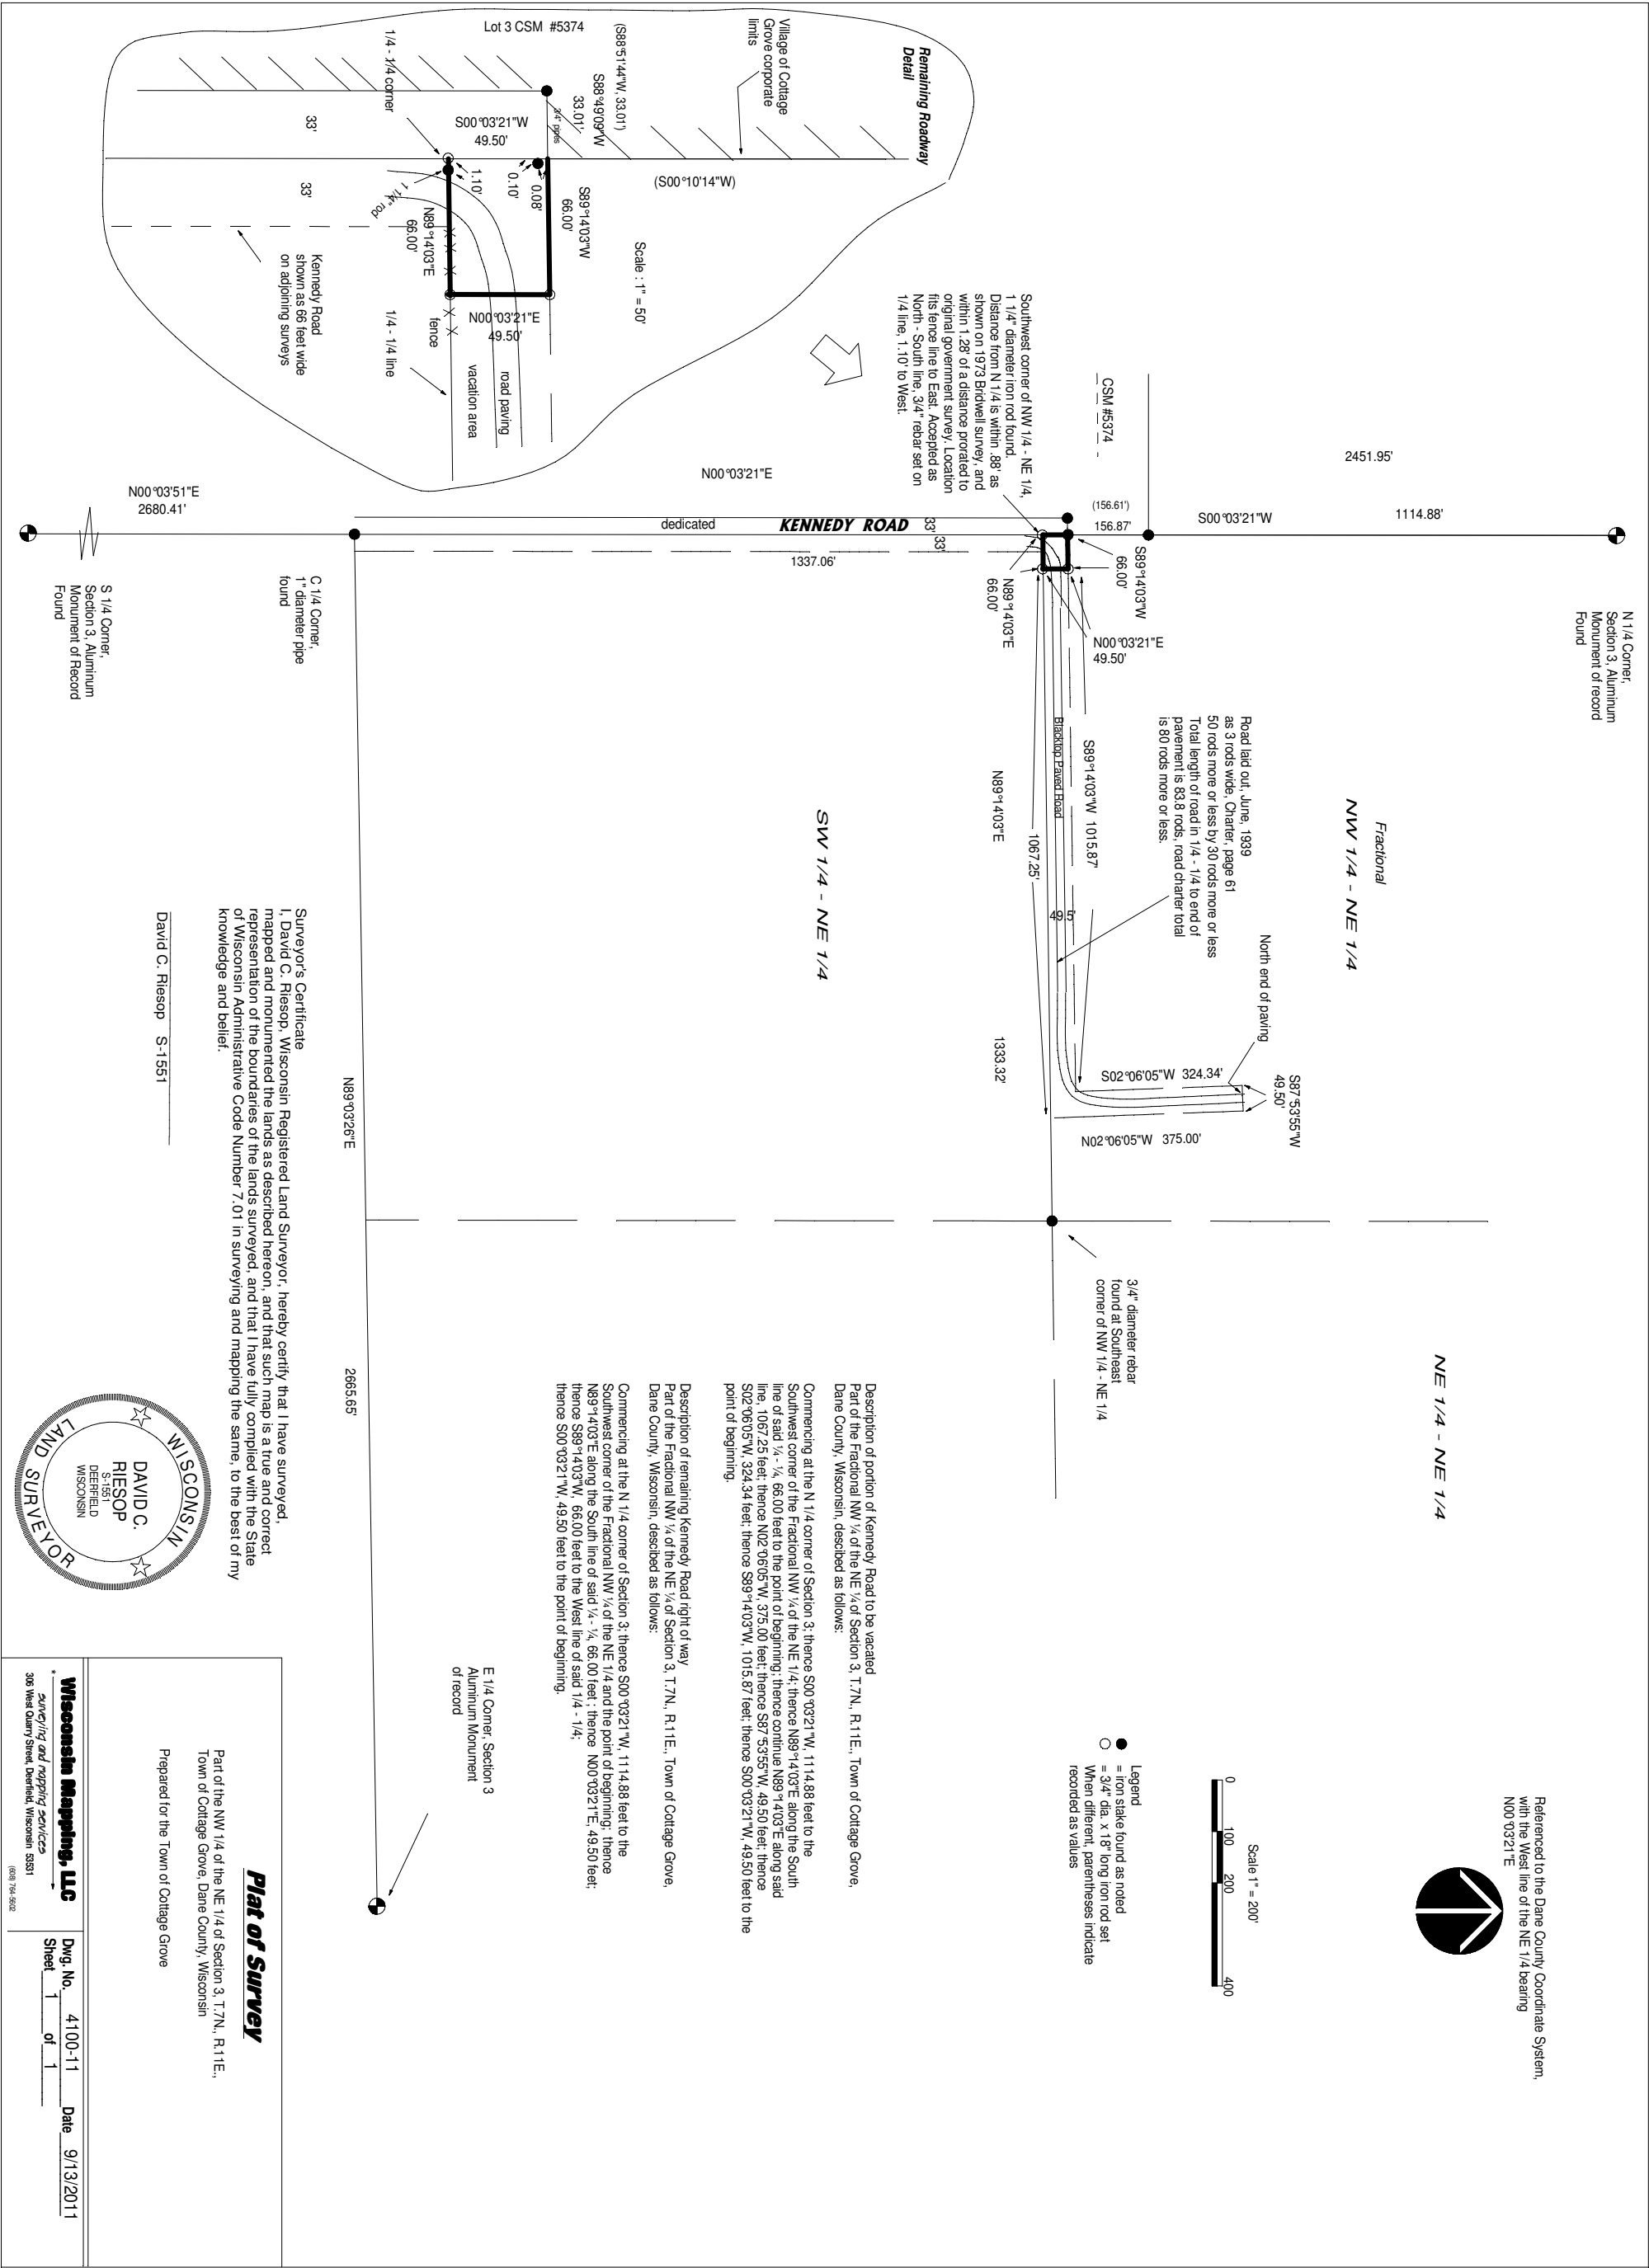 Remaining Roadway
Detail
Village of Cottage
Grove corporate
limits
Lot 3 CSM #5374
(S88°51'44"W, 33.01')
S88°49'09"W
33.01'
3/4" pipes
1/4 - 1/4 corner
S00°03'21"W
49.50'
33'
33'
(S00°10'14"W)
0.08'
0.10'
1.10'
1 1/4" rod
S89°14'03"W
66.00'
N89°14'03"E
66.00'
Scale : 1" = 50'
N00°03'21"E
49.50'
Kennedy Road
shown as 66 feet wide
on adjoining surveys
fence
1/4 - 1/4 line
road paving
vacation area
Southwest corner of NW 1/4 - NE 1/4,
1 1/4" diameter iron rod found.
Distance from N 1/4 is within .88' as
shown on 1973 Bridwell survey, and
within 1.28' of a distance prorated to
original government survey. Location
fits fence line to East. Accepted as
North - South line, 3/4" rebar set on
1/4 line, 1.10' to West.
CSM #5374
2451.95'
N00°03'21"E
N00°03'51"E
2680.41'
(156.61')
156.87'
S00°03'21"W
1114.88'
dedicated
KENNEDY ROAD
33'
33'
1337.06'
S89°14'03"W
66.00'
N89°14'03"E
66.00'
N00°03'21"E
49.50'
N 1/4 Corner,
Section 3, Aluminum
Monument of record
Found
C 1/4 Corner,
1" diameter pipe
found
S 1/4 Corner,
Section 3, Aluminum
Monument of Record
Found
Road laid out, June, 1939
as 3 rods wide, Charter, page 61
50 rods more or less by 30 rods more or less
Total length of road in 1/4 - 1/4 to end of
pavement is 83.8 rods, road charter total
is 80 rods more or less.
Blacktop Paved Road
S89°14'03"W 1015.87'
N89°14'03"E
1067.25'
49.5'
1333.32'
Fractional
NW 1/4 - NE 1/4
SW 1/4 - NE 1/4
NE 1/4 - NE 1/4
North end of paving
S02°06'05"W 324.34'
S87°53'55"W
49.50'
N02°06'05"W 375.00'
3/4" diameter rebar
found at Southeast
corner of NW 1/4 - NE 1/4
N89°03'26"E
2665.65'
Surveyor's Certificate
I, David C. Riesop, Wisconsin Registered Land Surveyor, hereby certify that I have surveyed,
mapped and monumented the lands as described hereon, and that such map is a true and correct
representation of the boundaries of the lands surveyed, and that I have fully complied with the State
of Wisconsin Administrative Code Number 7.01 in surveying and mapping the same, to the best of my
knowledge and belief.
David C. Riesop S-1551
WISCONSIN
DAVID C.
RIESOP
S-1551
DEERFIELD
WISCONSIN
LAND SURVEYOR
Description of portion of Kennedy Road to be vacated
Part of the Fractional NW ¼ of the NE ¼ of Section 3, T.7N., R.11E., Town of Cottage Grove,
Dane County, Wisconsin, descibed as follows:
Commencing at the N 1/4 corner of Section 3; thence S00°03'21"W, 1114.88 feet to the
Southwest corner of the Fractional NW ¼ of the NE 1/4; thence N89°14'03"E along the South
line of said ¼ - ¼, 66.00 feet to the point of beginning; thence continue N89°14'03"E along said
line, 1067.25 feet; thence N02°06'05"W, 375.00 feet; thence S87°53'55"W, 49.50 feet; thence
S02°06'05"W, 324.34 feet; thence S89°14'03"W, 1015.87 feet; thence S00°03'21"W, 49.50 feet to the
point of beginning.
Description of remaining Kennedy Road right of way
Part of the Fractional NW ¼ of the NE ¼ of Section 3, T.7N., R.11E., Town of Cottage Grove,
Dane County, Wisconsin, descibed as follows:
Commencing at the N 1/4 corner of Section 3; thence S00°03'21"W, 1114.88 feet to the
Southwest corner of the Fractional NW ¼ of the NE 1/4 and the point of beginning; thence
N89°14'03"E along the South line of said ¼ - ¼, 66.00 feet ; thence N00°03'21"E, 49.50 feet;
thence S89°14'03"W, 66.00 feet to the West line of said 1/4 - 1/4;
thence S00°03'21"W, 49.50 feet to the point of beginning.
E 1/4 Corner, Section 3
Aluminum Monument
of record
Referenced to the Dane County Coordinate System,
with the West line of the NE 1/4 bearing
N00°03'21"E
Scale 1" = 200'
0 100 200 400
Legend
= iron stake found as noted
= 3/4" dia. x 18" long iron rod set
When different, parentheses indicate
recorded as values
Plat of Survey
Part of the NW 1/4 of the NE 1/4 of Section 3, T.7N., R.11E.,
Town of Cottage Grove, Dane County, Wisconsin
Prepared for the Town of Cottage Grove
Wisconsin Mapping, LLC
surveying and mapping services
306 West Quarry Street, Deerfield, Wisconsin 53531
(608) 764-5602
Dwg. No. 4100-11 Date 9/13/2011
Sheet 1 of 1